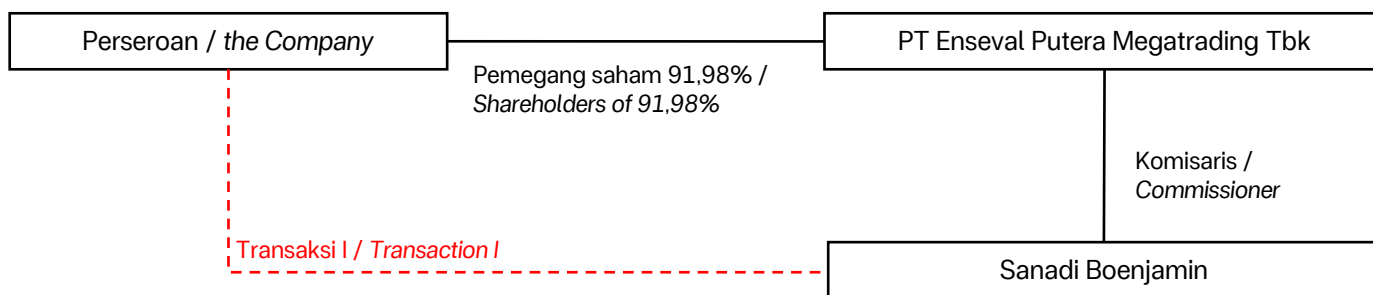 Perseroan / the Company
PT Enseval Putera Megatrading Tbk
Pemegang saham 91,98% /
Shareholders of 91,98%
Komisaris /
Commissioner
Transaksi I / Transaction I
Sanadi Boenjamin